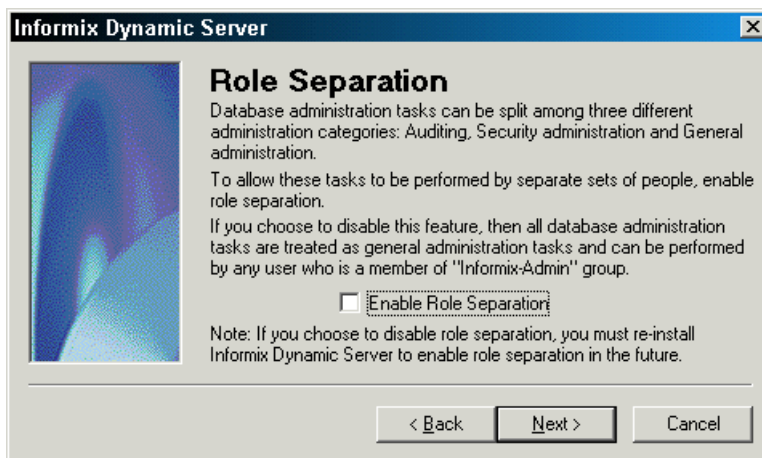 Informix Dynamic Server
Role Separation
Database administration tasks can be split among three different
administration categories: Auditing, Security administration and General
administration.
To allow these tasks to be performed by separate sets of people, enable
role separation.
If you choose to disable this feature, then all database administration
tasks are treated as general administration tasks and can be performed
by any user who is a member of "Informix-Admin" group.
Enable Role Separation
Note: If you choose to disable role separation, you must re-install
Informix Dynamic Server to enable role separation in the future.
< Back
Next >
Cancel